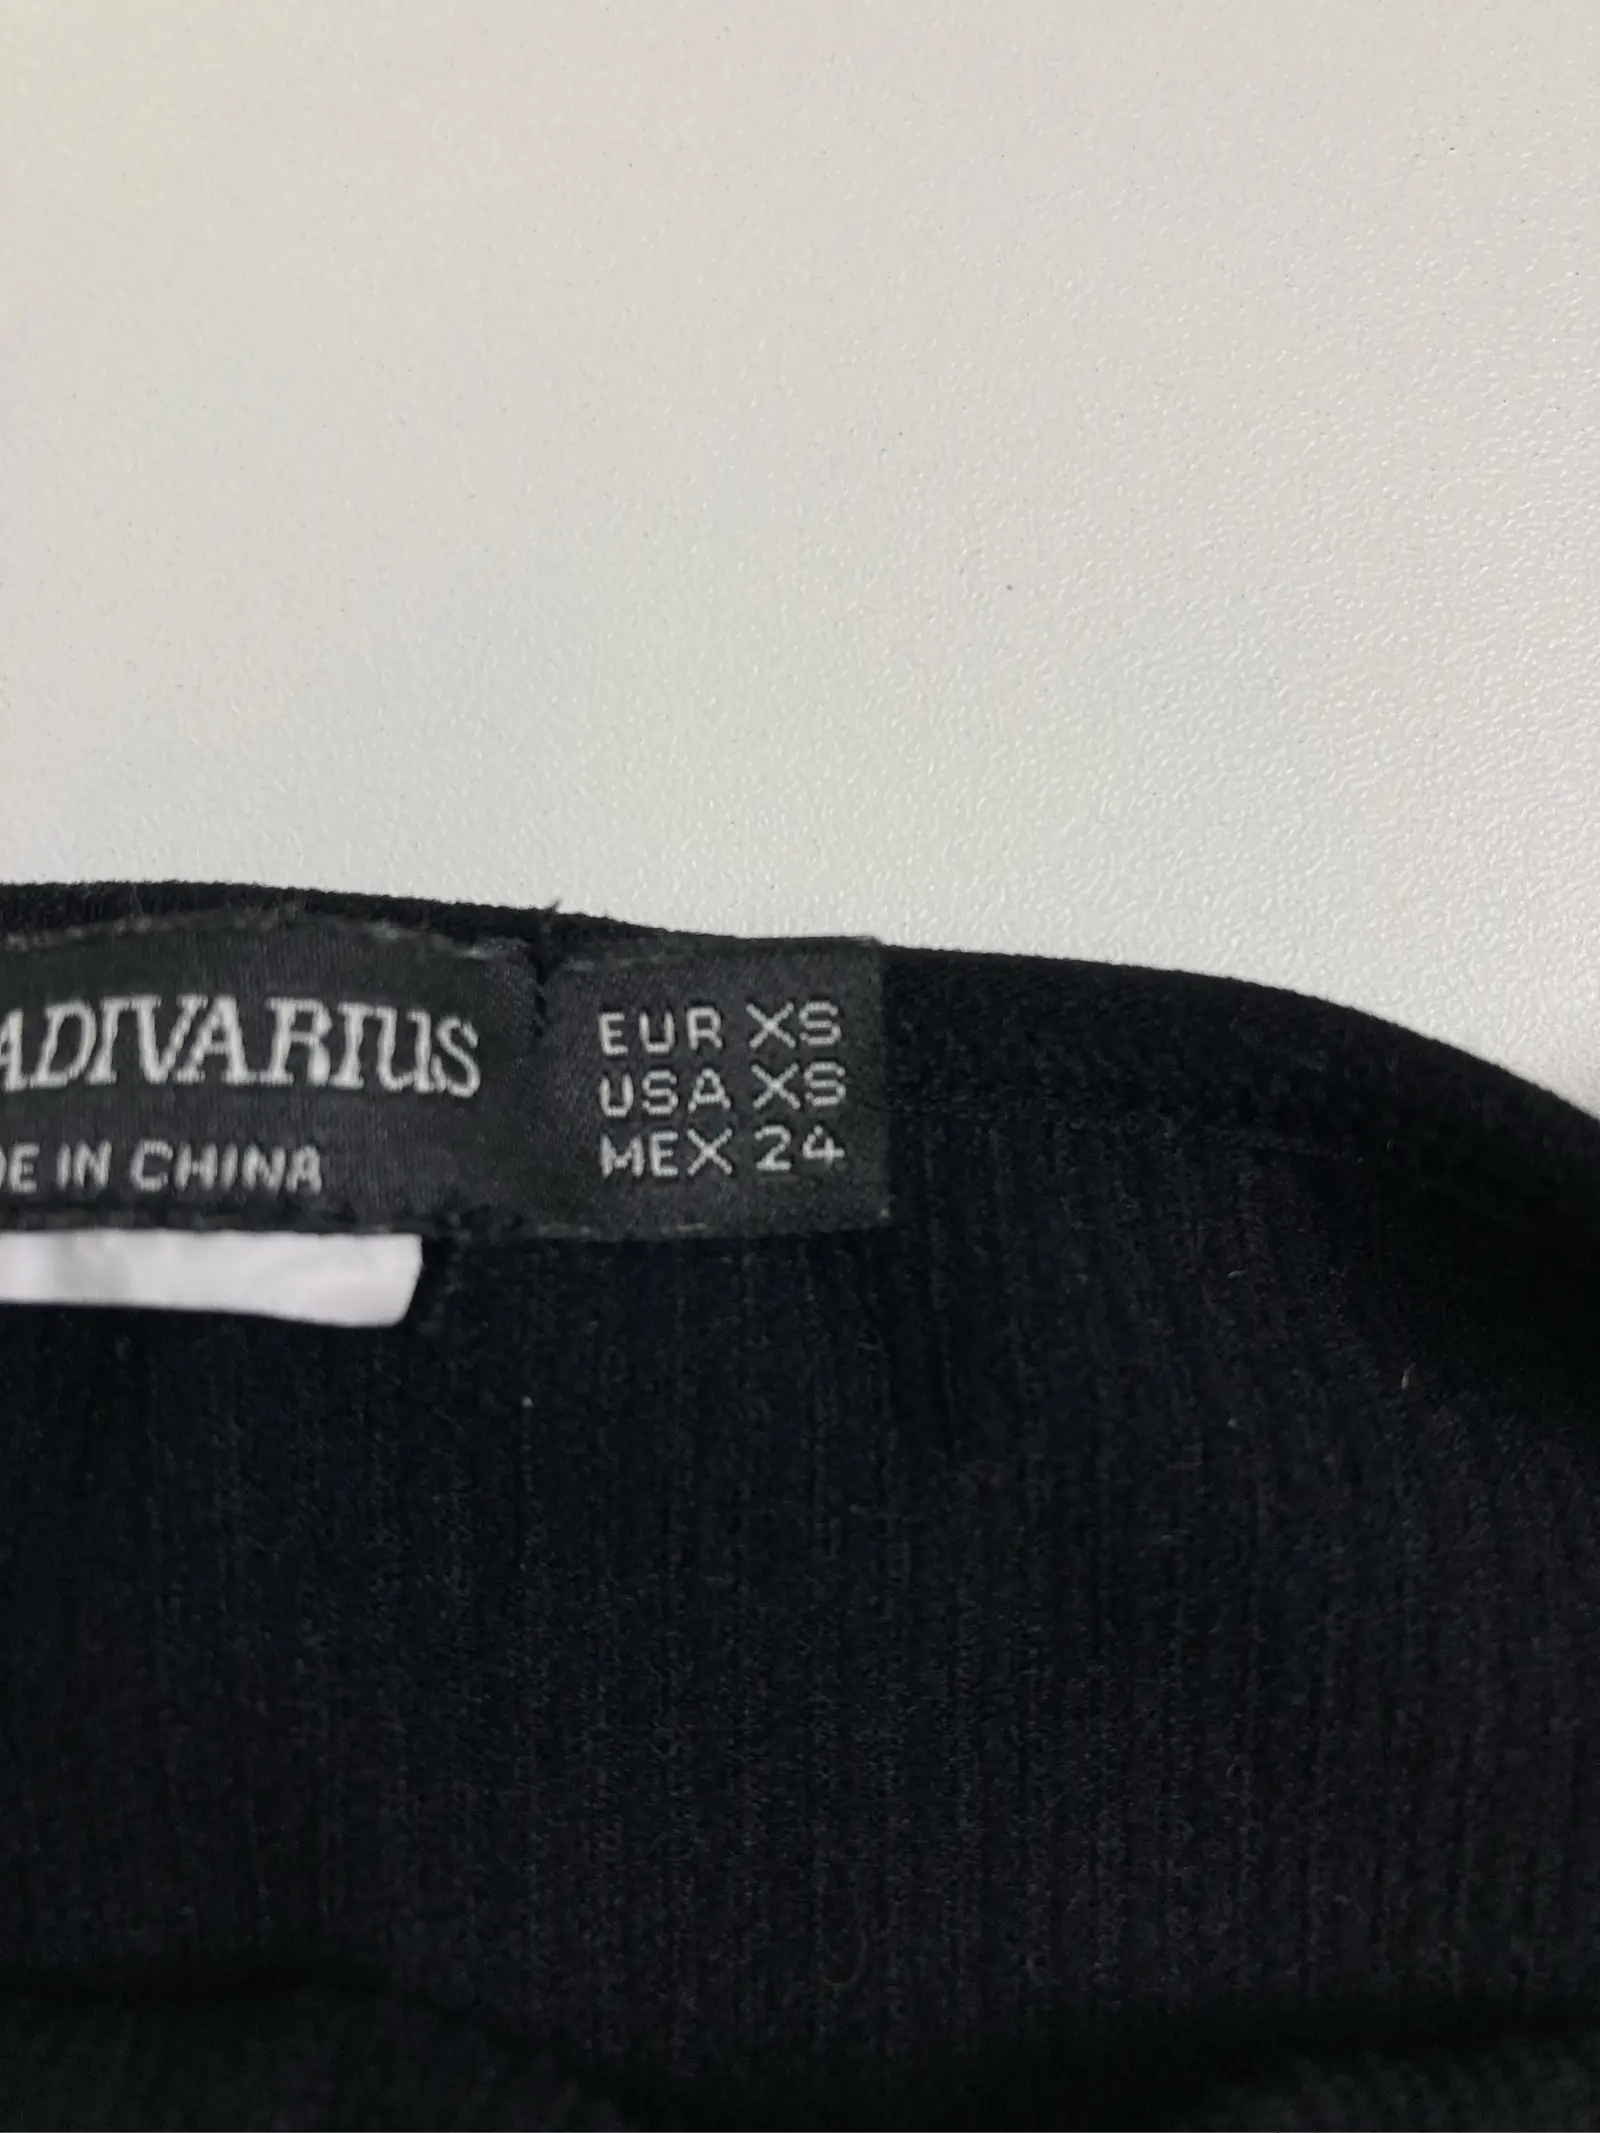 ADIVARIUS
DE IN CHINA
EUR XS
USA XS
MEX 24